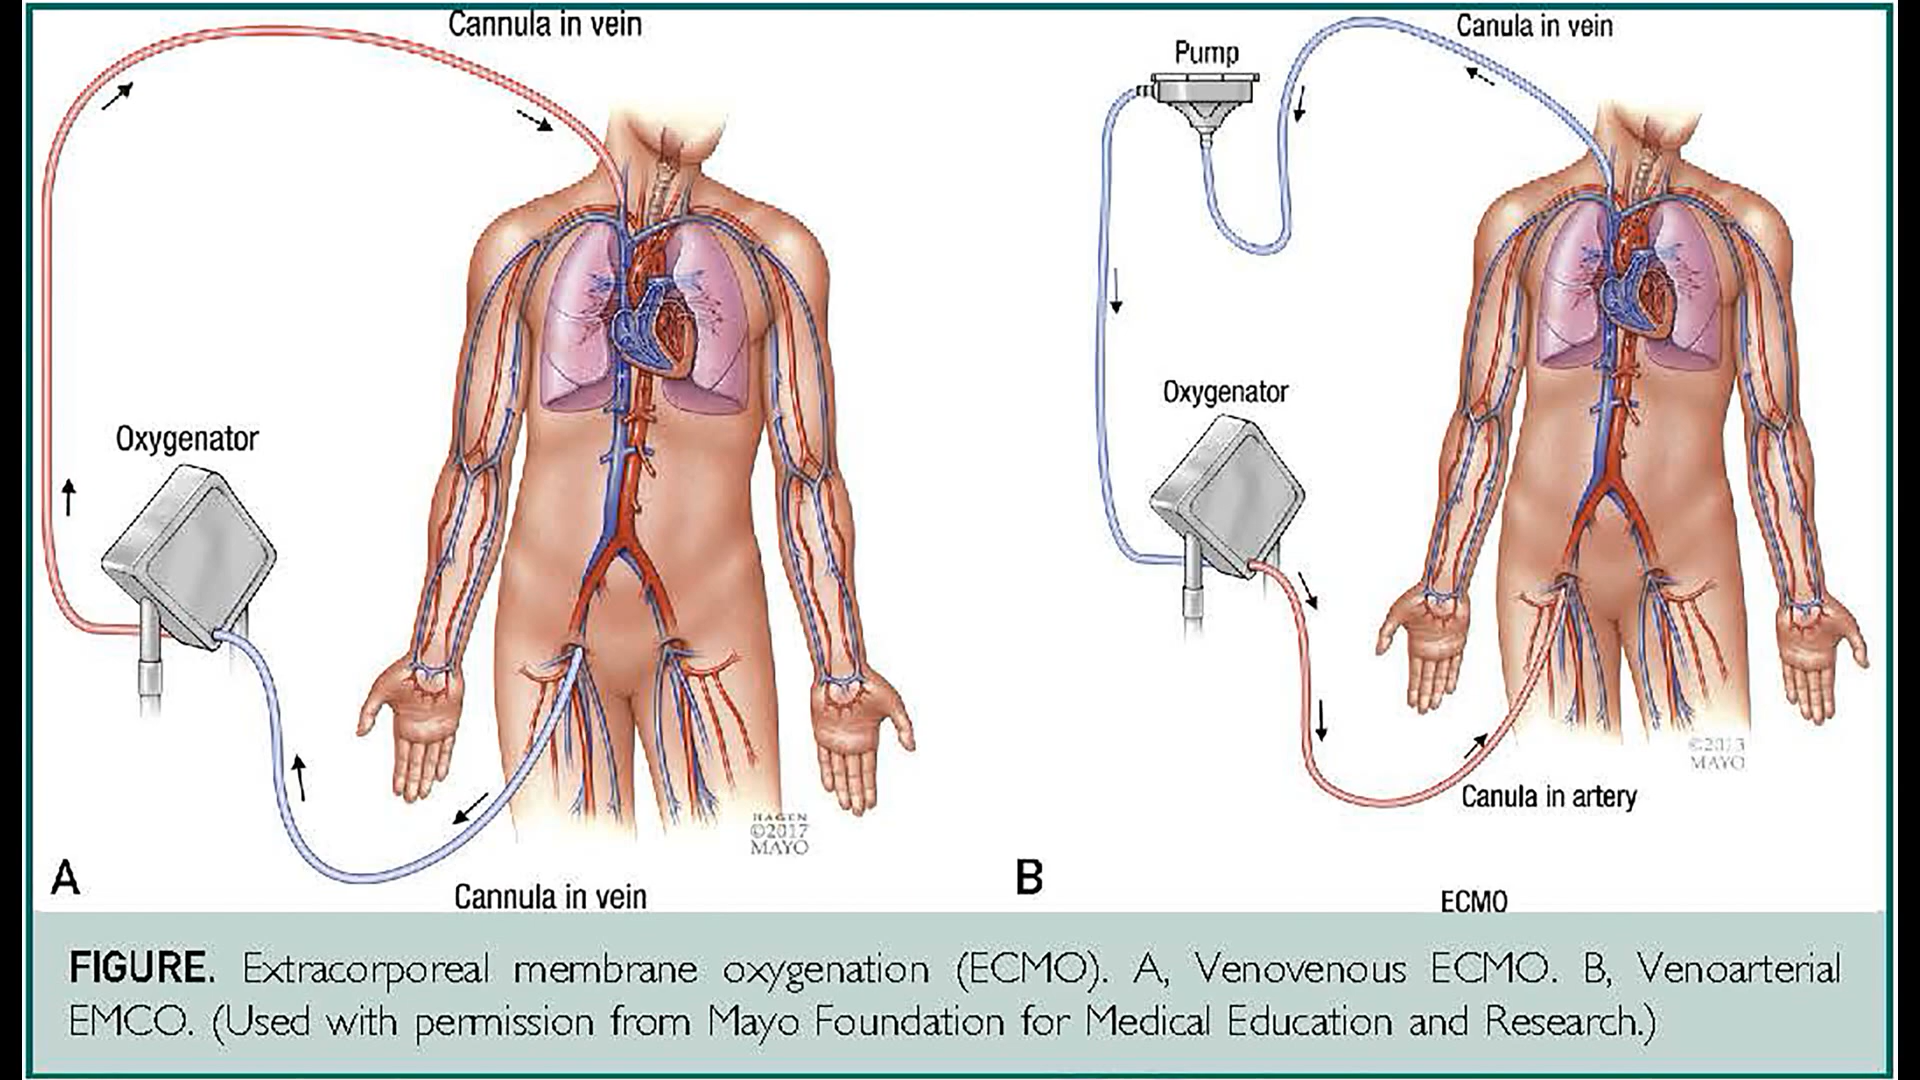 Cannula in vein
Oxygenator
HAGEN
©2017
MAYO
A
Cannula in vein
Canula in vein
Pump
Oxygenator
©2013
MAYO
Canula in artery
B
ECMO
FIGURE. Extracorporeal membrane oxygenation (ECMO). A, Venovenous ECMO. B, Venoarterial
EMCO. (Used with permission from Mayo Foundation for Medical Education and Research.)